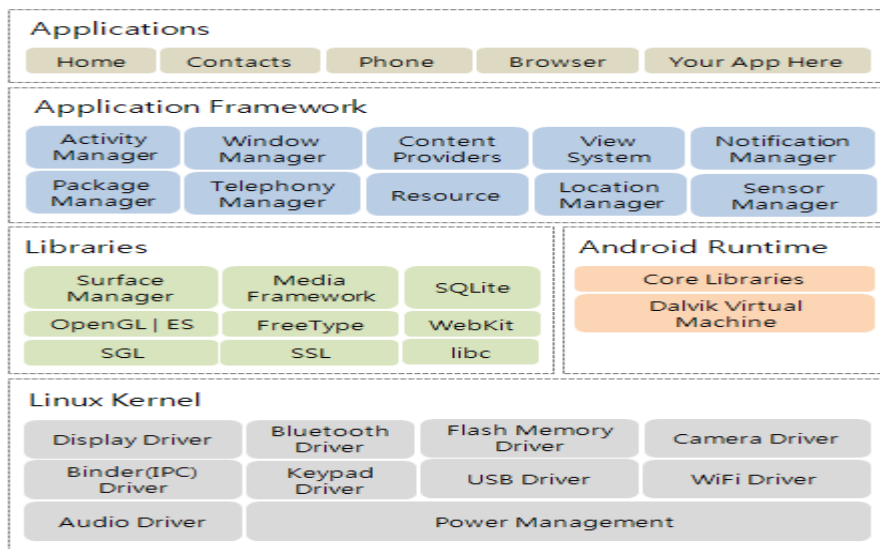 Applications
Home
Contacts
Phone
Browser
Your App Here
Application Framework
Activity
Manager
Window
Manager
Content
Providers
View
System
Notification
Manager
Package
Manager
Telephony
Manager
Resource
Location
Manager
Sensor
Manager
Libraries
Surface
Manager
Media
Framework
SQLite
OpenGL | ES
FreeType
WebKit
SGL
SSL
libc
Android Runtime
Core Libraries
Dalvik Virtual
Machine
Linux Kernel
Display Driver
Bluetooth
Driver
Flash Memory
Driver
Camera Driver
Binder(IPC)
Driver
Keypad
Driver
USB Driver
WiFi Driver
Audio Driver
Power Management